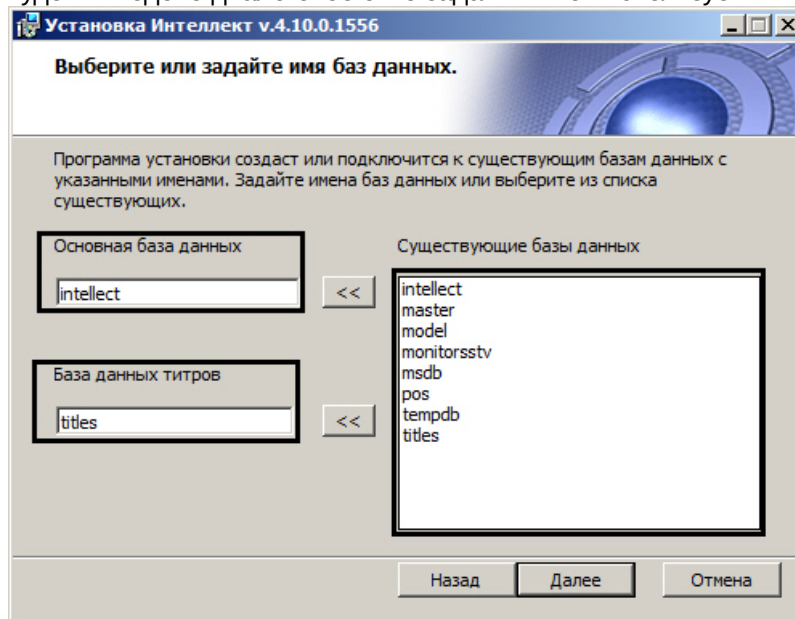 Установка Интеллект v.4.10.0.1556
Выберите или задайте имя баз данных.
Программа установки создаст или подключится к существующим базам данных с
указанными именами. Задайте имена баз данных или выберите из списка
существующих.
Основная база данных
Существующие базы данных
intellect
<<
intellect
master
model
monitorsstv
msdb
pos
tempdb
titles
База данных титров
titles
<<
Назад
Далее
Отмена